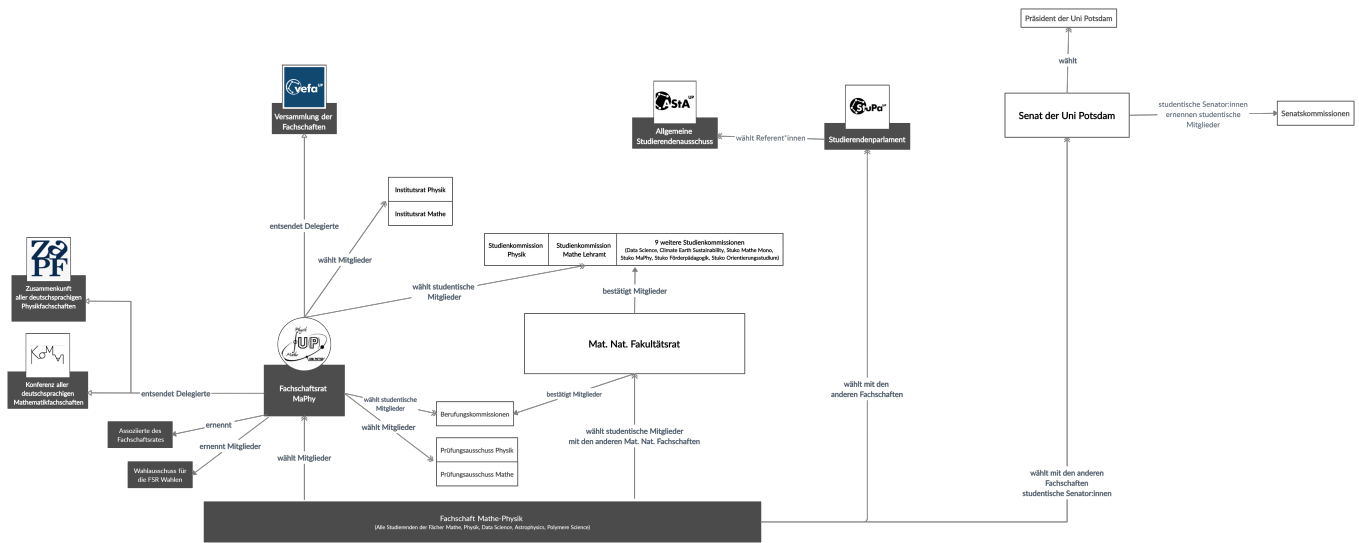 Präsident der Uni Potsdam
wählt
Senat der Uni Potsdam
studentische Senator:innen
ernennen studentische
Mitglieder
Senatskommissionen
vefa UP
Versammlung der
Fachschaften
AStA UP
Allgemeine
Studierendenausschuss
wählt Referent*innen
StuPa UP
Studierendenparlament
entsendet Delegierte
Institutsrat Physik
Institutsrat Mathe
wählt Mitglieder
Studienkommission
Physik
Studienkommission
Mathe Lehramt
9 weitere Studienkommissionen
(Data Science, Climate Earth Sustainability, Stuko Mathe Mono,
Stuko MaPhy, Stuko Förderpädagogik, Stuko Orientierungsstudium)
wählt studentische
Mitglieder
bestätigt Mitglieder
ZaPF
Zusammenkunft
aller deutschsprachigen
Physikfachschaften
KoMa
Konferenz aller
deutschsprachigen
Mathematikfachschaften
entsendet Delegierte
UP
Fachschaftsrat
MaPhy
Mat. Nat. Fakultätsrat
bestätigt Mitglieder
wählt studentische
Mitglieder
Berufungskommissionen
wählt Mitglieder
Prüfungsausschuss Physik
Prüfungsausschuss Mathe
ernennt
Assoziierte des
Fachschaftsrates
ernennt Mitglieder
Wahlausschuss für
die FSR Wahlen
wählt Mitglieder
wählt studentische Mitglieder
mit den anderen Mat. Nat. Fachschaften
wählt mit den
anderen Fachschaften
wählt mit den anderen
Fachschaften
studentische Senator:innen
Fachschaft Mathe-Physik
(Alle Studierenden der Fächer Mathe, Physik, Data Science, Astrophysics, Polymere Science)